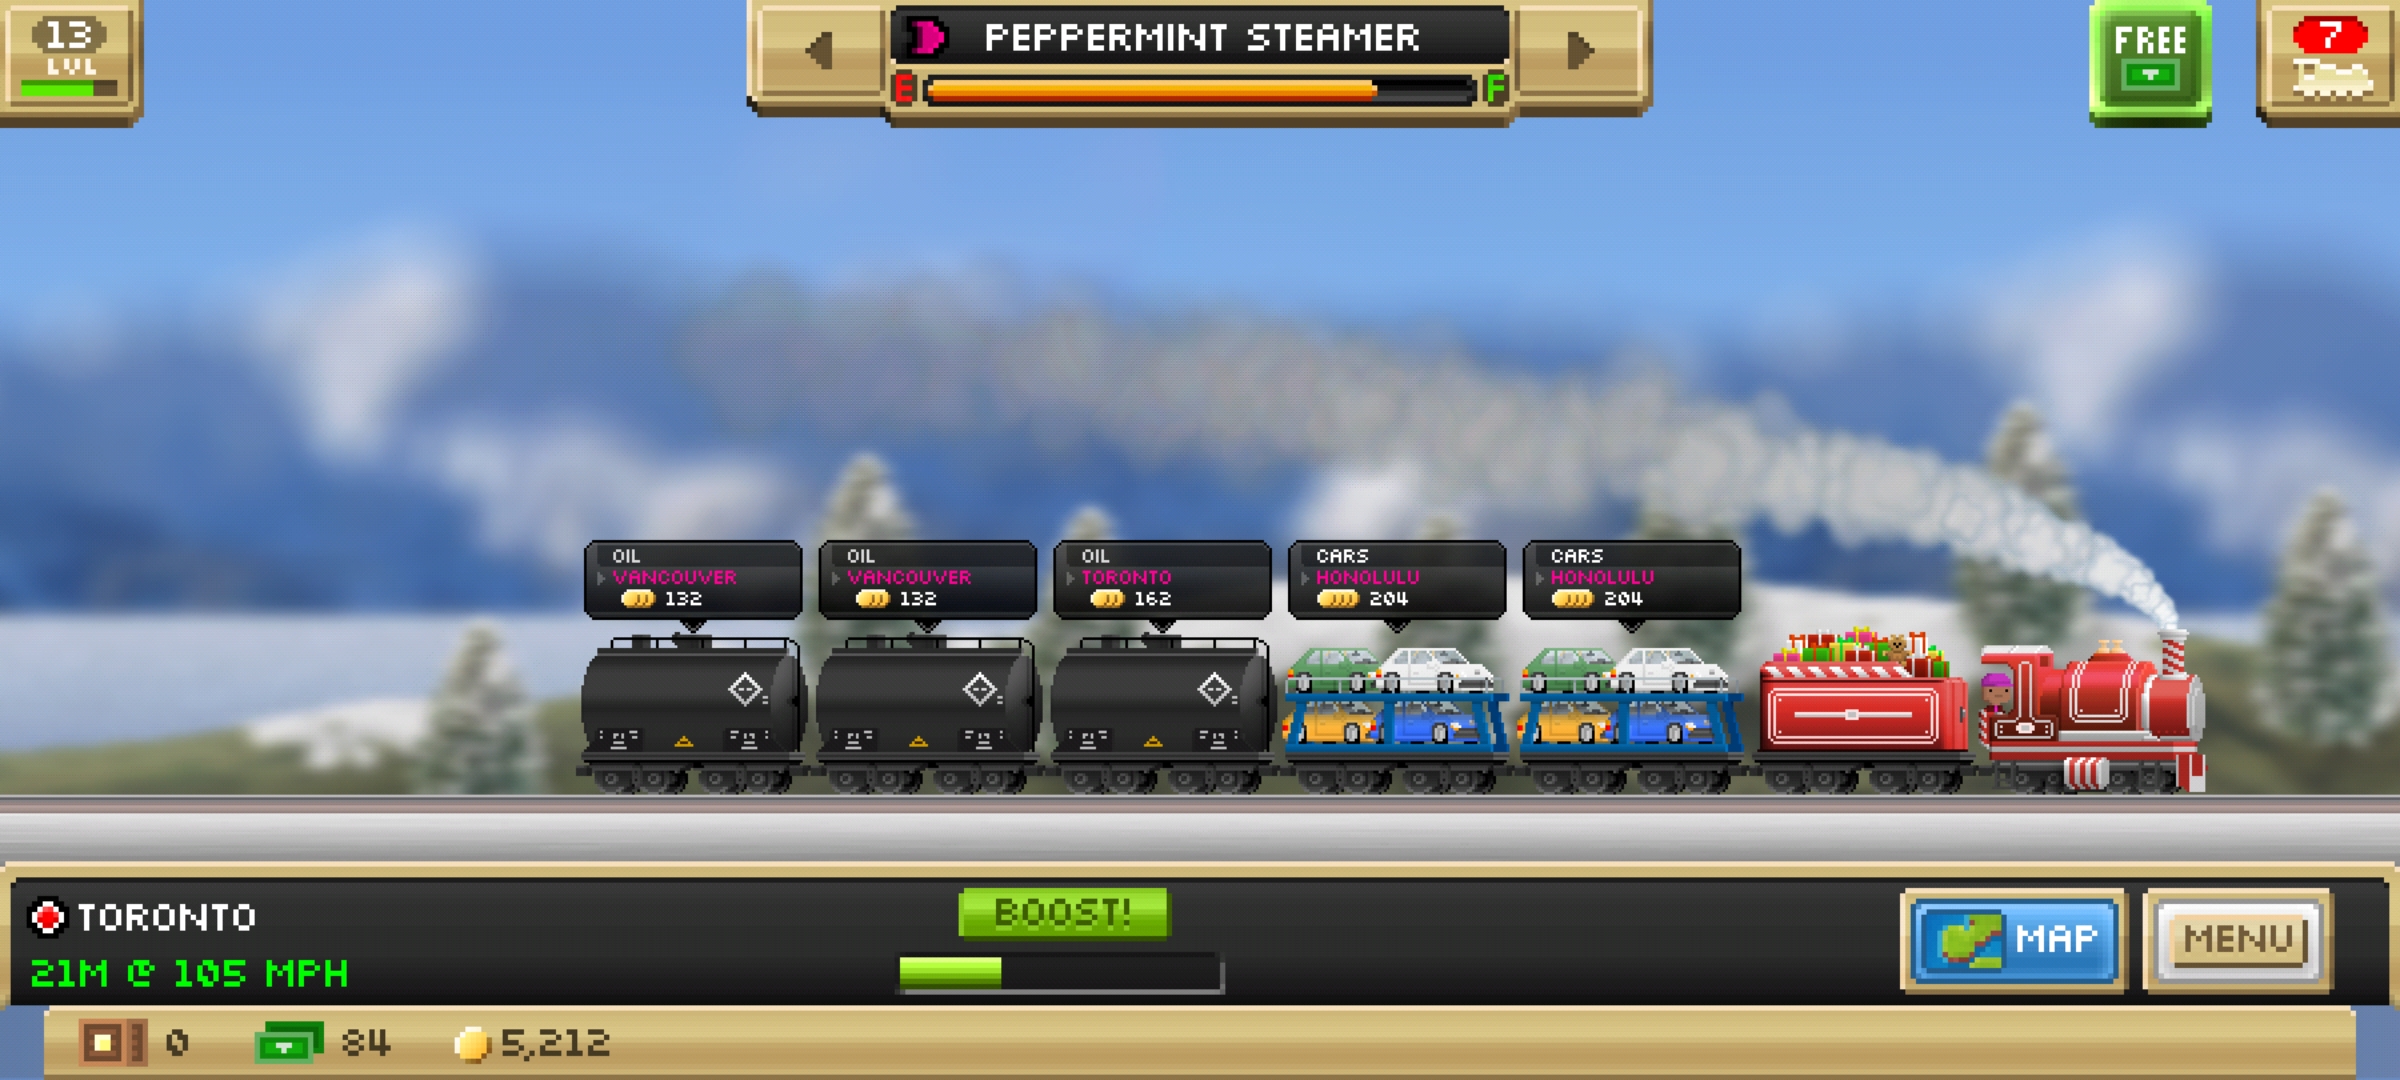 13
LVL
PEPPERMINT STEAMER
E F
FREE
7
OIL
VANCOUVER
132
OIL
VANCOUVER
132
OIL
TORONTO
162
CARS
HONOLULU
204
CARS
HONOLULU
204
TORONTO
21M @ 105 MPH
BOOST!
MAP
MENU
0
84
5,212